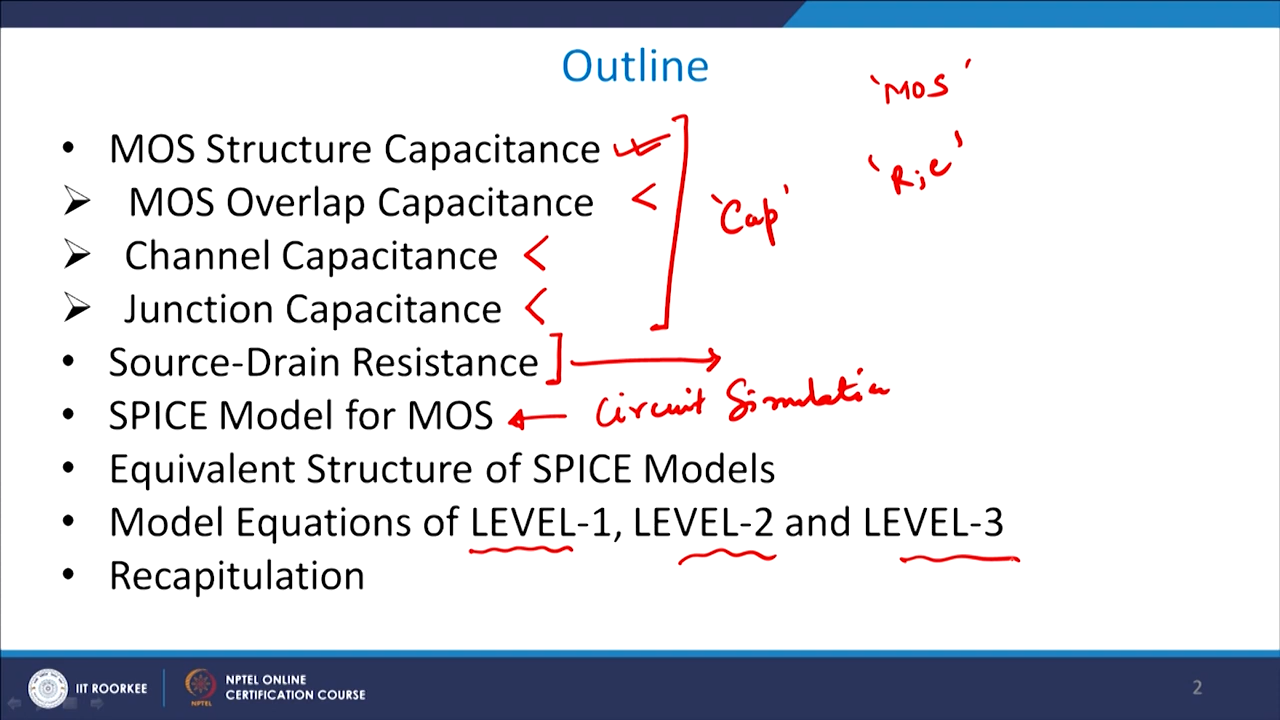 Outline
'MOS'
• MOS Structure Capacitance
'R;C'
➢ MOS Overlap Capacitance
'Cap'
➢ Channel Capacitance
➢ Junction Capacitance
• Source-Drain Resistance
Circuit Simulation
• SPICE Model for MOS
• Equivalent Structure of SPICE Models
• Model Equations of LEVEL-1, LEVEL-2 and LEVEL-3
• Recapitulation
IIT ROORKEE
NPTEL ONLINE
CERTIFICATION COURSE
NPTEL
2